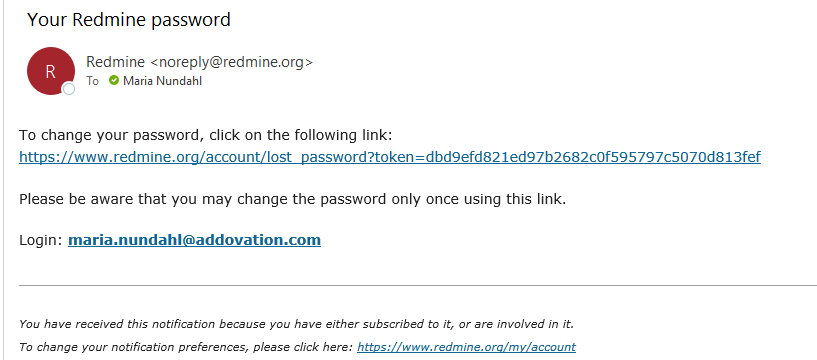 Your Redmine password
R
Redmine <noreply@redmine.org>
To Maria Nundahl
To change your password, click on the following link:
https://www.redmine.org/account/lost_password?token=dbd9efd821ed97b2682c0f595797c5070d813fef
Please be aware that you may change the password only once using this link.
Login: maria.nundahl@addovation.com
You have received this notification because you have either subscribed to it, or are involved in it.
To change your notification preferences, please click here: https://www.redmine.org/my/account